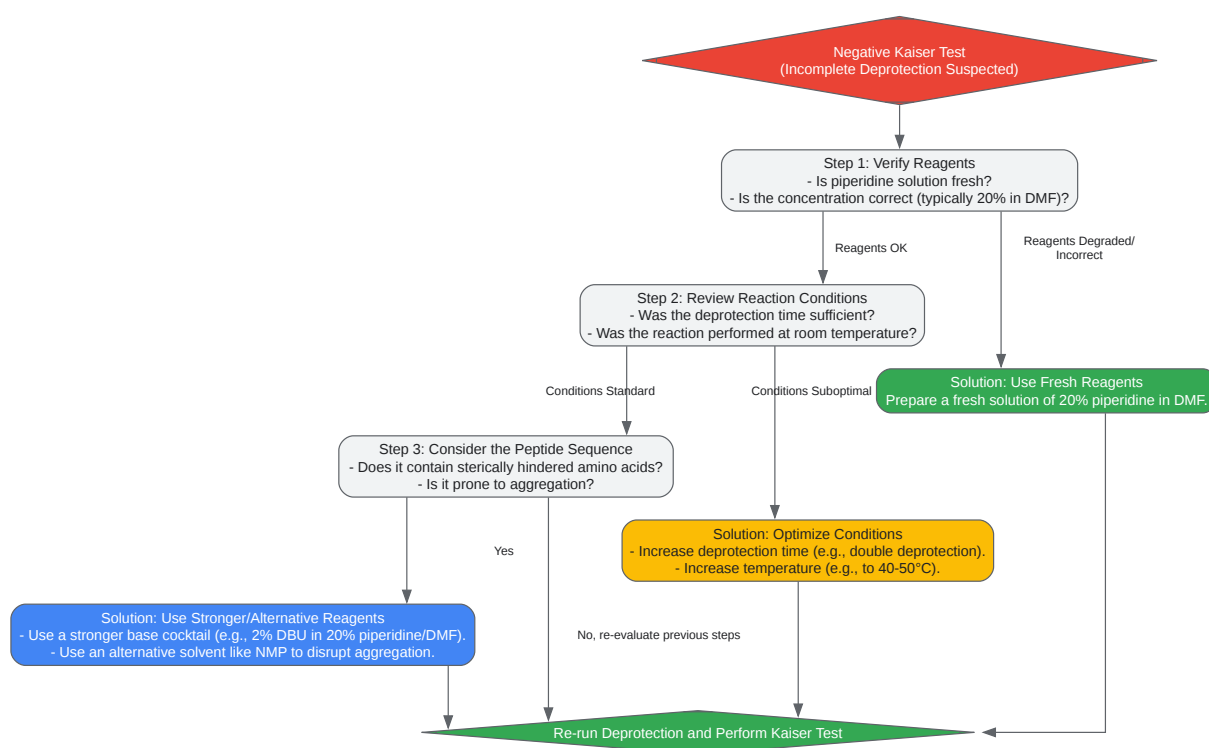 Negative Kaiser Test
(Incomplete Deprotection Suspected)
Step 1: Verify Reagents
- Is piperidine solution fresh?
- Is the concentration correct (typically 20% in DMF)?
Reagents OK
Reagents Degraded/
Incorrect
Step 2: Review Reaction Conditions
- Was the deprotection time sufficient?
- Was the reaction performed at room temperature?
Conditions Standard
Conditions Suboptimal
Solution: Use Fresh Reagents
Prepare a fresh solution of 20% piperidine in DMF.
Step 3: Consider the Peptide Sequence
- Does it contain sterically hindered amino acids?
- Is it prone to aggregation?
Yes
Solution: Optimize Conditions
- Increase deprotection time (e.g., double deprotection).
- Increase temperature (e.g., to 40-50°C).
Solution: Use Stronger/Alternative Reagents
- Use a stronger base cocktail (e.g., 2% DBU in 20% piperidine/DMF).
- Use an alternative solvent like NMP to disrupt aggregation.
No, re-evaluate previous steps
Re-run Deprotection and Perform Kaiser Test